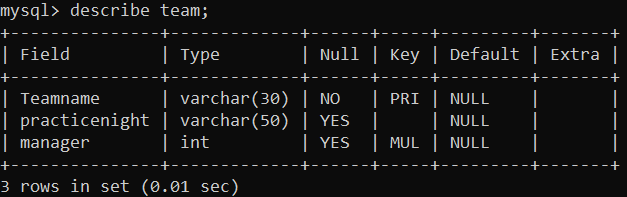 mysql> describe team;
+---------------+-------------+------+-----+---------+-------+
| Field         | Type        | Null | Key | Default | Extra |
+---------------+-------------+------+-----+---------+-------+
| Teamname      | varchar(30) | NO   | PRI | NULL    |       |
| practicenight | varchar(50) | YES  |     | NULL    |       |
| manager       | int         | YES  | MUL | NULL    |       |
+---------------+-------------+------+-----+---------+-------+
3 rows in set (0.01 sec)